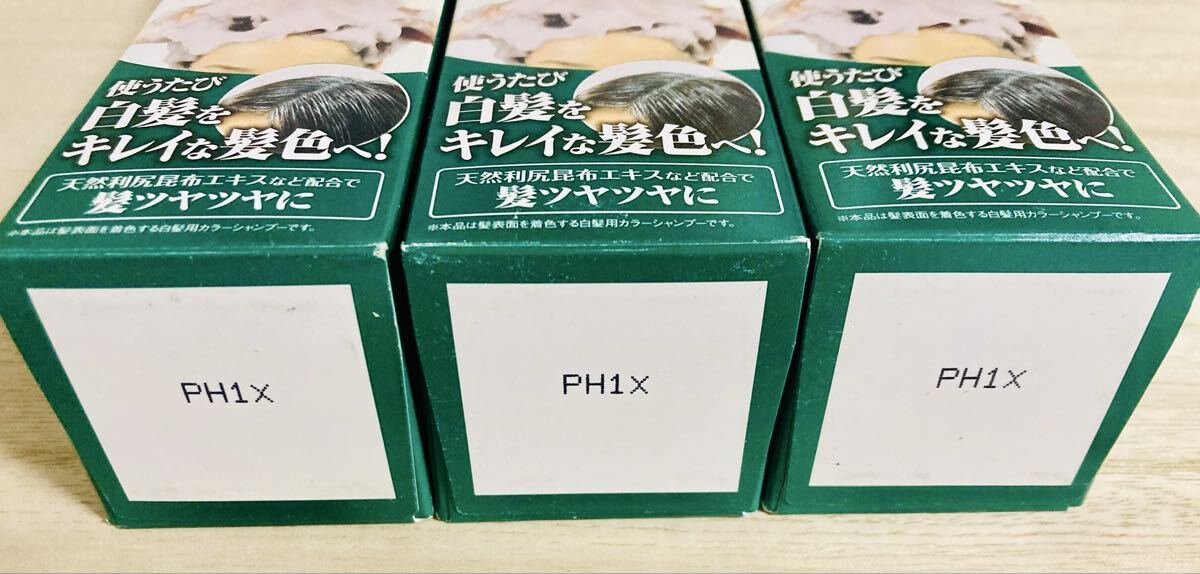 使うたび
白髪を
キレイな髪色へ!
天然利尻昆布エキスなど配合で
髪ツヤツヤに
※本品は髪表面を着色する白髪用カラーシャンプーです。
PH1X
使うたび
白髪を
キレイな髪色へ!
天然利尻昆布エキスなど配合で
髪ツヤツヤに
※本品は髪表面を着色する白髪用カラーシャンプーです。
PH1X
使うたび
白髪を
キレイな髪色へ!
天然利尻昆布エキスなど配合で
髪ツヤツヤに
※本品は髪表面を着色する白髪用カラーシャンプーです。
PH1X